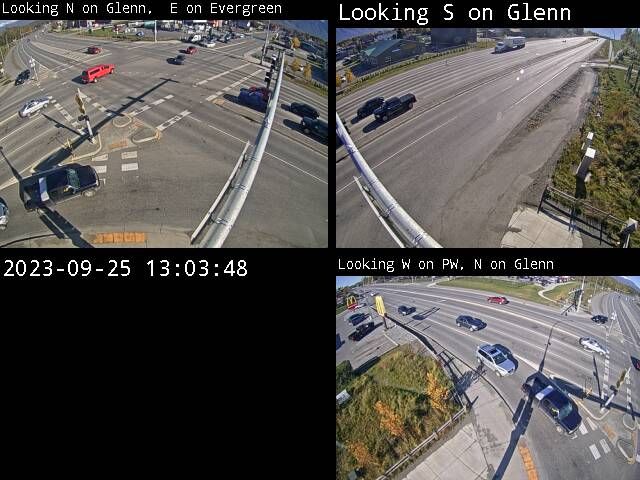 Looking N on Glenn,  E on Evergreen
Looking S on Glenn
2023-09-25 13:03:48
Looking W on PW, N on Glenn